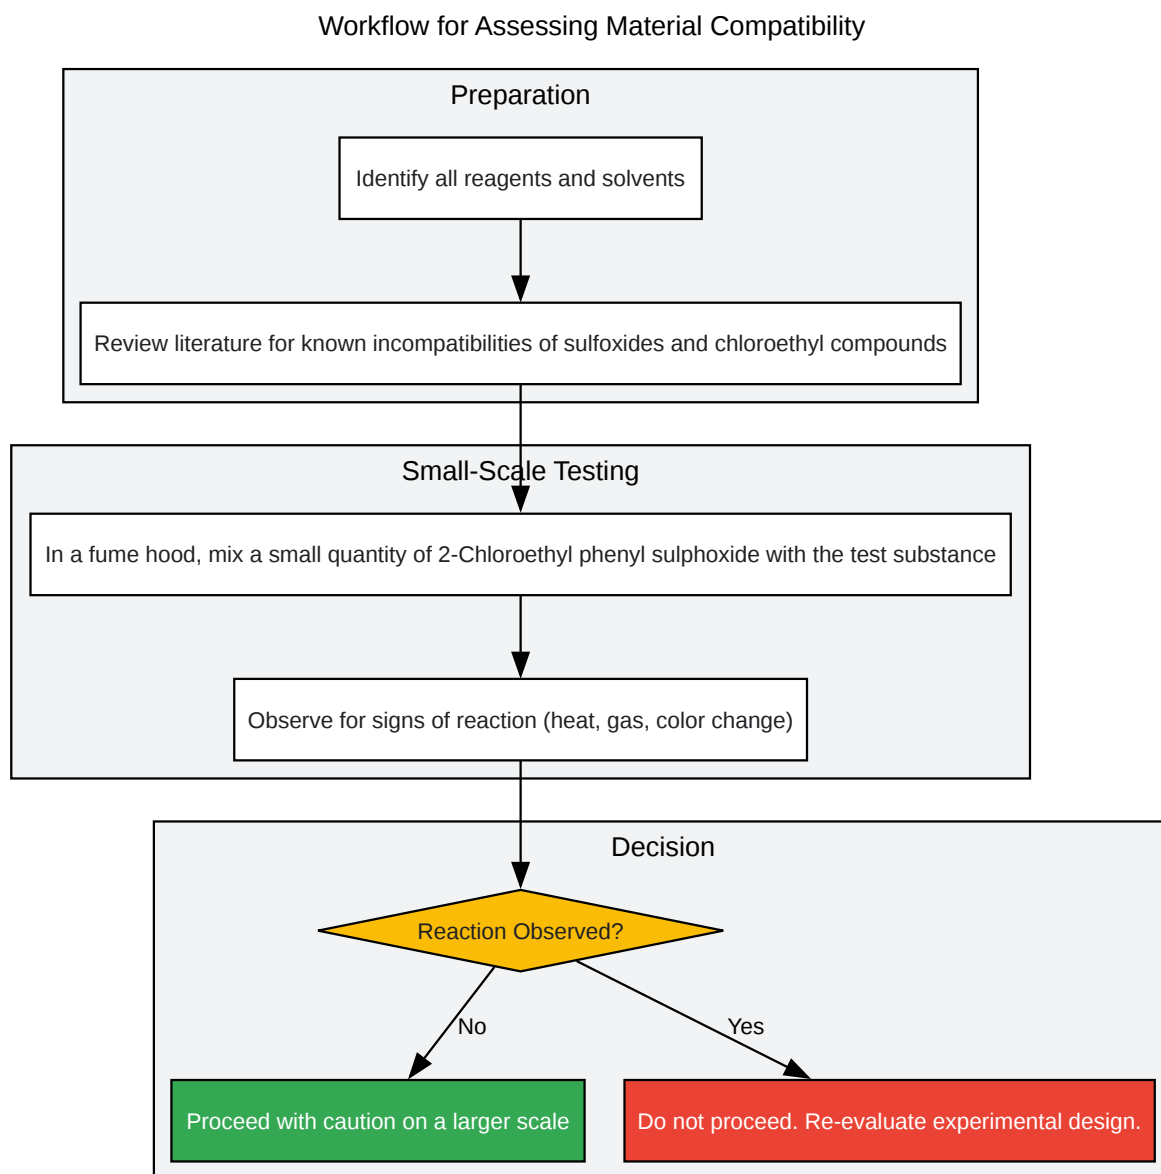 Workflow for Assessing Material Compatibility
Preparation
Identify all reagents and solvents
Review literature for known incompatibilities of sulfoxides and chloroethyl compounds
Small-Scale Testing
In a fume hood, mix a small quantity of 2-Chloroethyl phenyl sulphoxide with the test substance
Observe for signs of reaction (heat, gas, color change)
Decision
Reaction Observed?
No
Yes
Proceed with caution on a larger scale
Do not proceed. Re-evaluate experimental design.